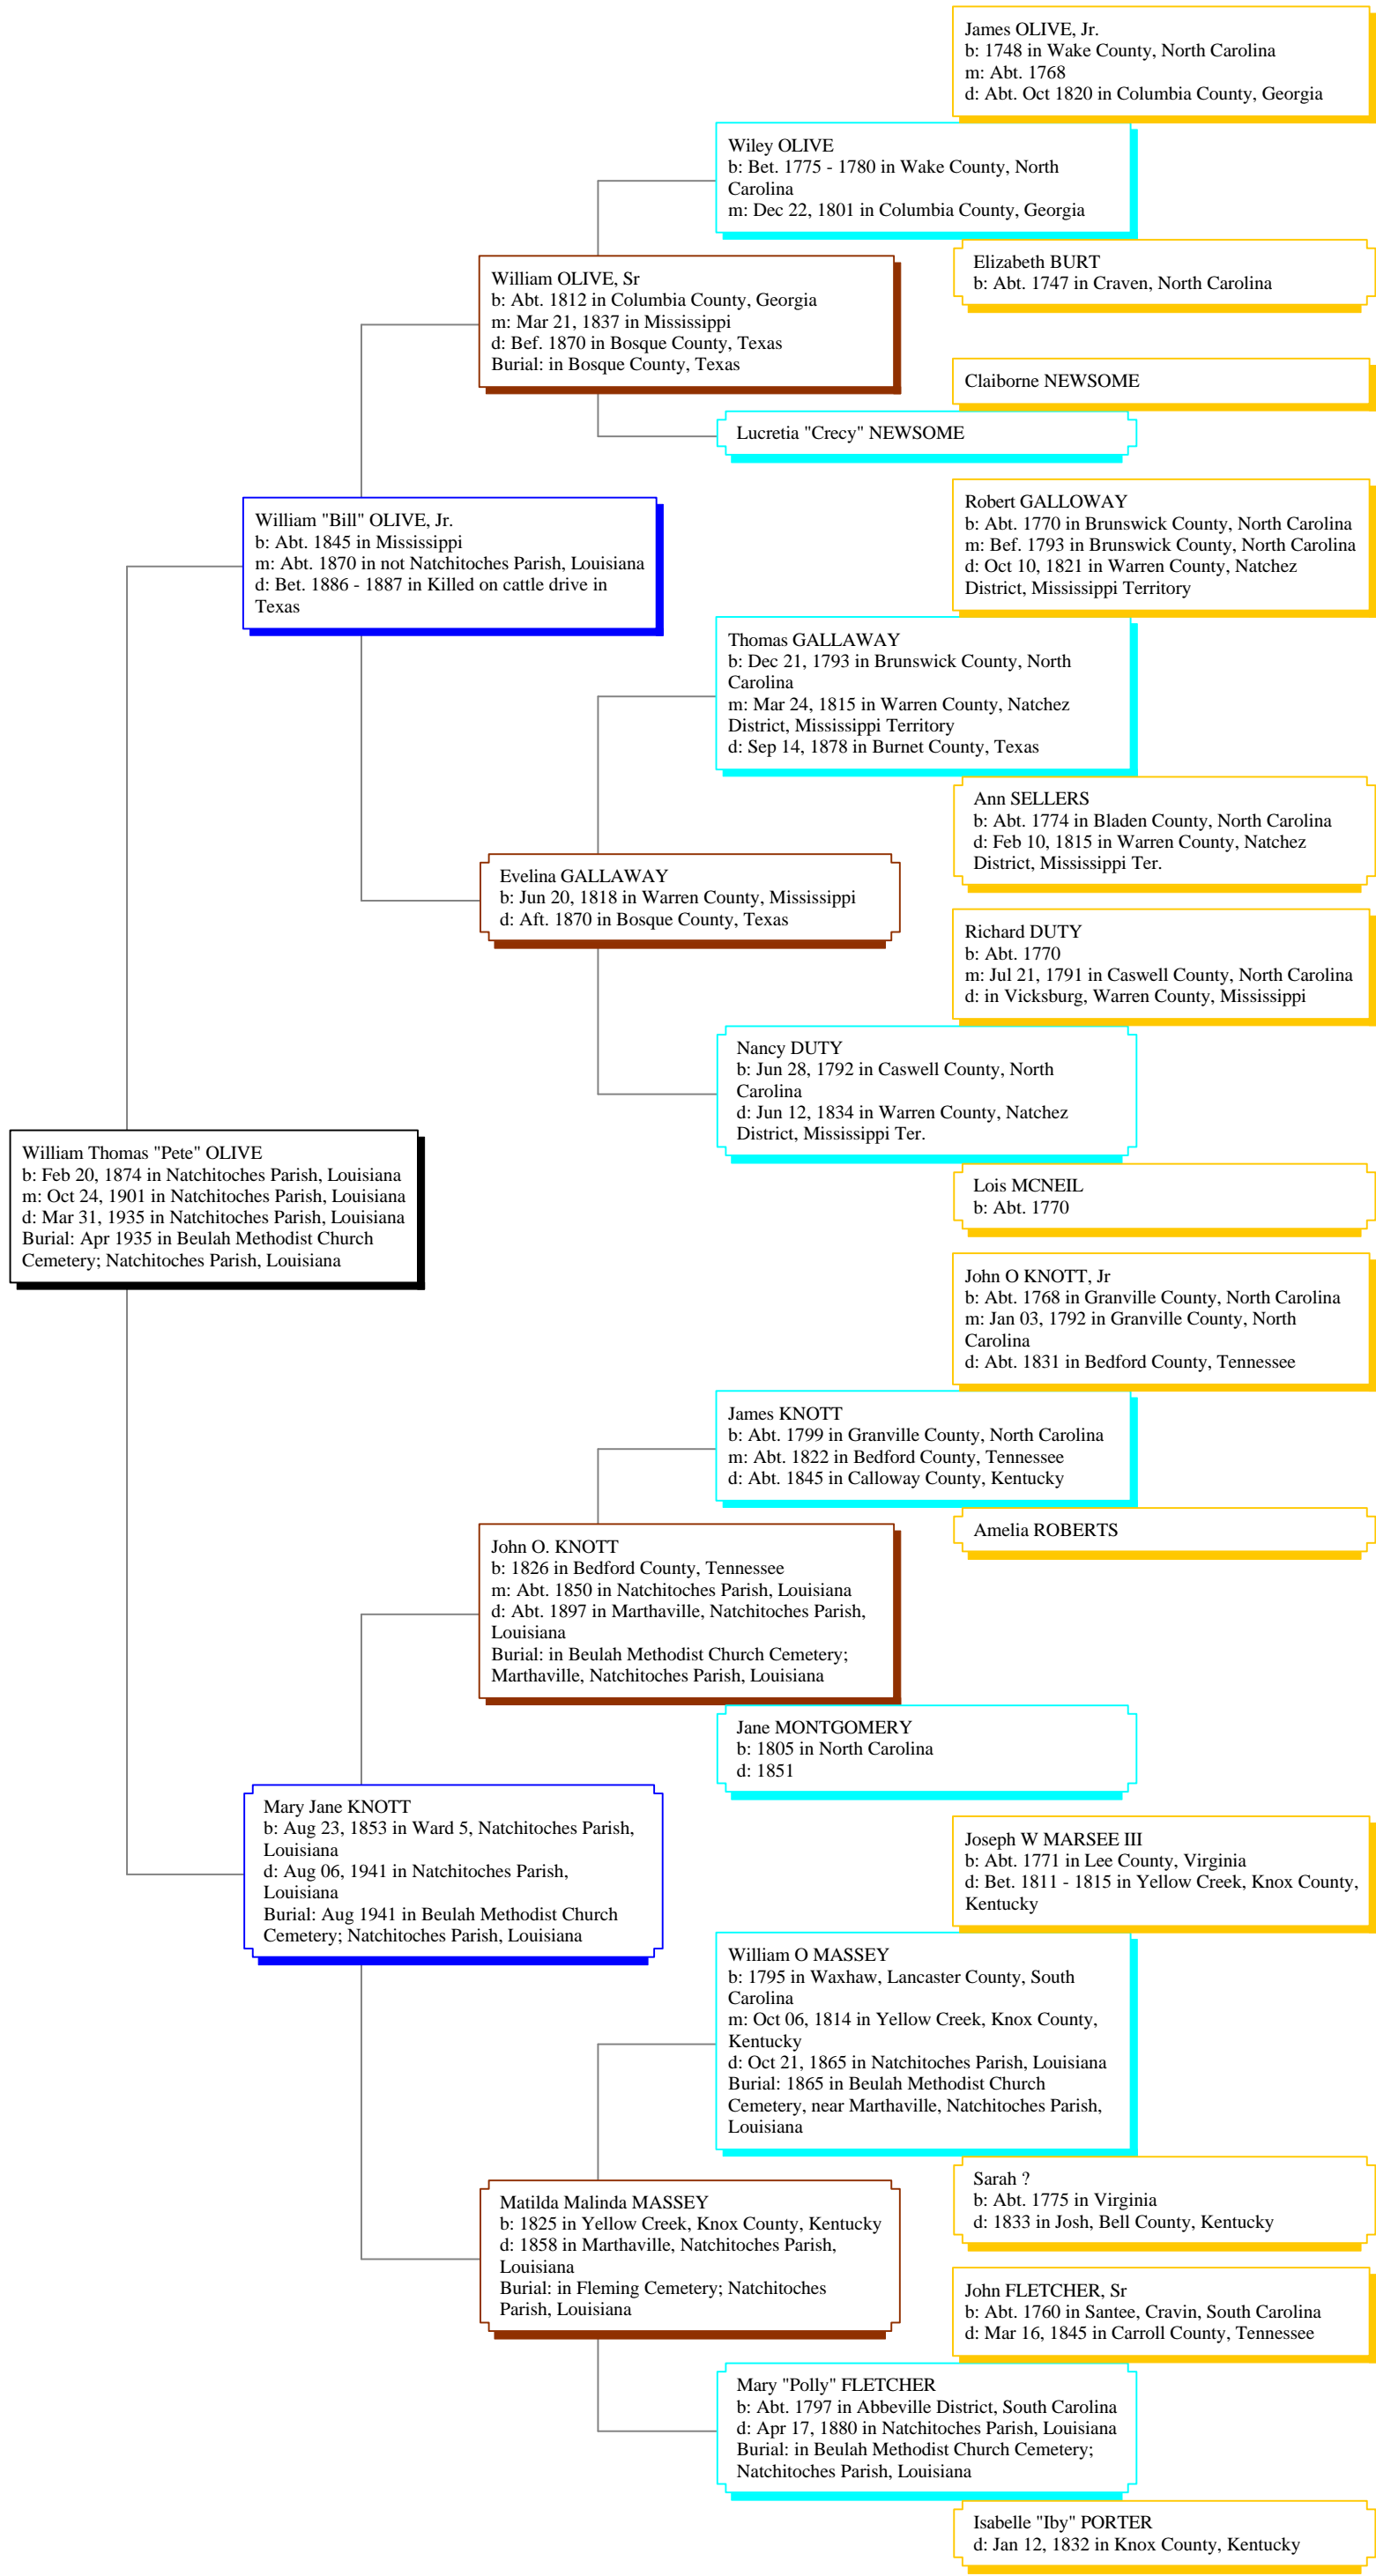 James OLIVE, Jr.
b: 1748 in Wake County, North Carolina
m: Abt. 1768
d: Abt. Oct 1820 in Columbia County, Georgia
Wiley OLIVE
b: Bet. 1775 - 1780 in Wake County, North
Carolina
m: Dec 22, 1801 in Columbia County, Georgia
Elizabeth BURT
b: Abt. 1747 in Craven, North Carolina
William OLIVE, Sr
b: Abt. 1812 in Columbia County, Georgia
m: Mar 21, 1837 in Mississippi
d: Bef. 1870 in Bosque County, Texas
Burial: in Bosque County, Texas
Claiborne NEWSOME
Lucretia "Crecy" NEWSOME
William "Bill" OLIVE, Jr.
b: Abt. 1845 in Mississippi
m: Abt. 1870 in not Natchitoches Parish, Louisiana
d: Bet. 1886 - 1887 in Killed on cattle drive in
Texas
Robert GALLOWAY
b: Abt. 1770 in Brunswick County, North Carolina
m: Bef. 1793 in Brunswick County, North Carolina
d: Oct 10, 1821 in Warren County, Natchez
District, Mississippi Territory
Thomas GALLAWAY
b: Dec 21, 1793 in Brunswick County, North
Carolina
m: Mar 24, 1815 in Warren County, Natchez
District, Mississippi Territory
d: Sep 14, 1878 in Burnet County, Texas
Ann SELLERS
b: Abt. 1774 in Bladen County, North Carolina
d: Feb 10, 1815 in Warren County, Natchez
District, Mississippi Ter.
Evelina GALLAWAY
b: Jun 20, 1818 in Warren County, Mississippi
d: Aft. 1870 in Bosque County, Texas
Richard DUTY
b: Abt. 1770
m: Jul 21, 1791 in Caswell County, North Carolina
d: in Vicksburg, Warren County, Mississippi
Nancy DUTY
b: Jun 28, 1792 in Caswell County, North
Carolina
d: Jun 12, 1834 in Warren County, Natchez
District, Mississippi Ter.
Lois MCNEIL
b: Abt. 1770
William Thomas "Pete" OLIVE
b: Feb 20, 1874 in Natchitoches Parish, Louisiana
m: Oct 24, 1901 in Natchitoches Parish, Louisiana
d: Mar 31, 1935 in Natchitoches Parish, Louisiana
Burial: Apr 1935 in Beulah Methodist Church
Cemetery; Natchitoches Parish, Louisiana
John O KNOTT, Jr
b: Abt. 1768 in Granville County, North Carolina
m: Jan 03, 1792 in Granville County, North
Carolina
d: Abt. 1831 in Bedford County, Tennessee
James KNOTT
b: Abt. 1799 in Granville County, North Carolina
m: Abt. 1822 in Bedford County, Tennessee
d: Abt. 1845 in Calloway County, Kentucky
Amelia ROBERTS
John O. KNOTT
b: 1826 in Bedford County, Tennessee
m: Abt. 1850 in Natchitoches Parish, Louisiana
d: Abt. 1897 in Marthaville, Natchitoches Parish,
Louisiana
Burial: in Beulah Methodist Church Cemetery;
Marthaville, Natchitoches Parish, Louisiana
Jane MONTGOMERY
b: 1805 in North Carolina
d: 1851
Mary Jane KNOTT
b: Aug 23, 1853 in Ward 5, Natchitoches Parish,
Louisiana
d: Aug 06, 1941 in Natchitoches Parish,
Louisiana
Burial: Aug 1941 in Beulah Methodist Church
Cemetery; Natchitoches Parish, Louisiana
Joseph W MARSEE III
b: Abt. 1771 in Lee County, Virginia
d: Bet. 1811 - 1815 in Yellow Creek, Knox County,
Kentucky
William O MASSEY
b: 1795 in Waxhaw, Lancaster County, South
Carolina
m: Oct 06, 1814 in Yellow Creek, Knox County,
Kentucky
d: Oct 21, 1865 in Natchitoches Parish, Louisiana
Burial: 1865 in Beulah Methodist Church
Cemetery, near Marthaville, Natchitoches Parish,
Louisiana
Sarah ?
b: Abt. 1775 in Virginia
d: 1833 in Josh, Bell County, Kentucky
Matilda Malinda MASSEY
b: 1825 in Yellow Creek, Knox County, Kentucky
d: 1858 in Marthaville, Natchitoches Parish,
Louisiana
Burial: in Fleming Cemetery; Natchitoches
Parish, Louisiana
John FLETCHER, Sr
b: Abt. 1760 in Santee, Cravin, South Carolina
d: Mar 16, 1845 in Carroll County, Tennessee
Mary "Polly" FLETCHER
b: Abt. 1797 in Abbeville District, South Carolina
d: Apr 17, 1880 in Natchitoches Parish, Louisiana
Burial: in Beulah Methodist Church Cemetery;
Natchitoches Parish, Louisiana
Isabelle "Iby" PORTER
d: Jan 12, 1832 in Knox County, Kentucky